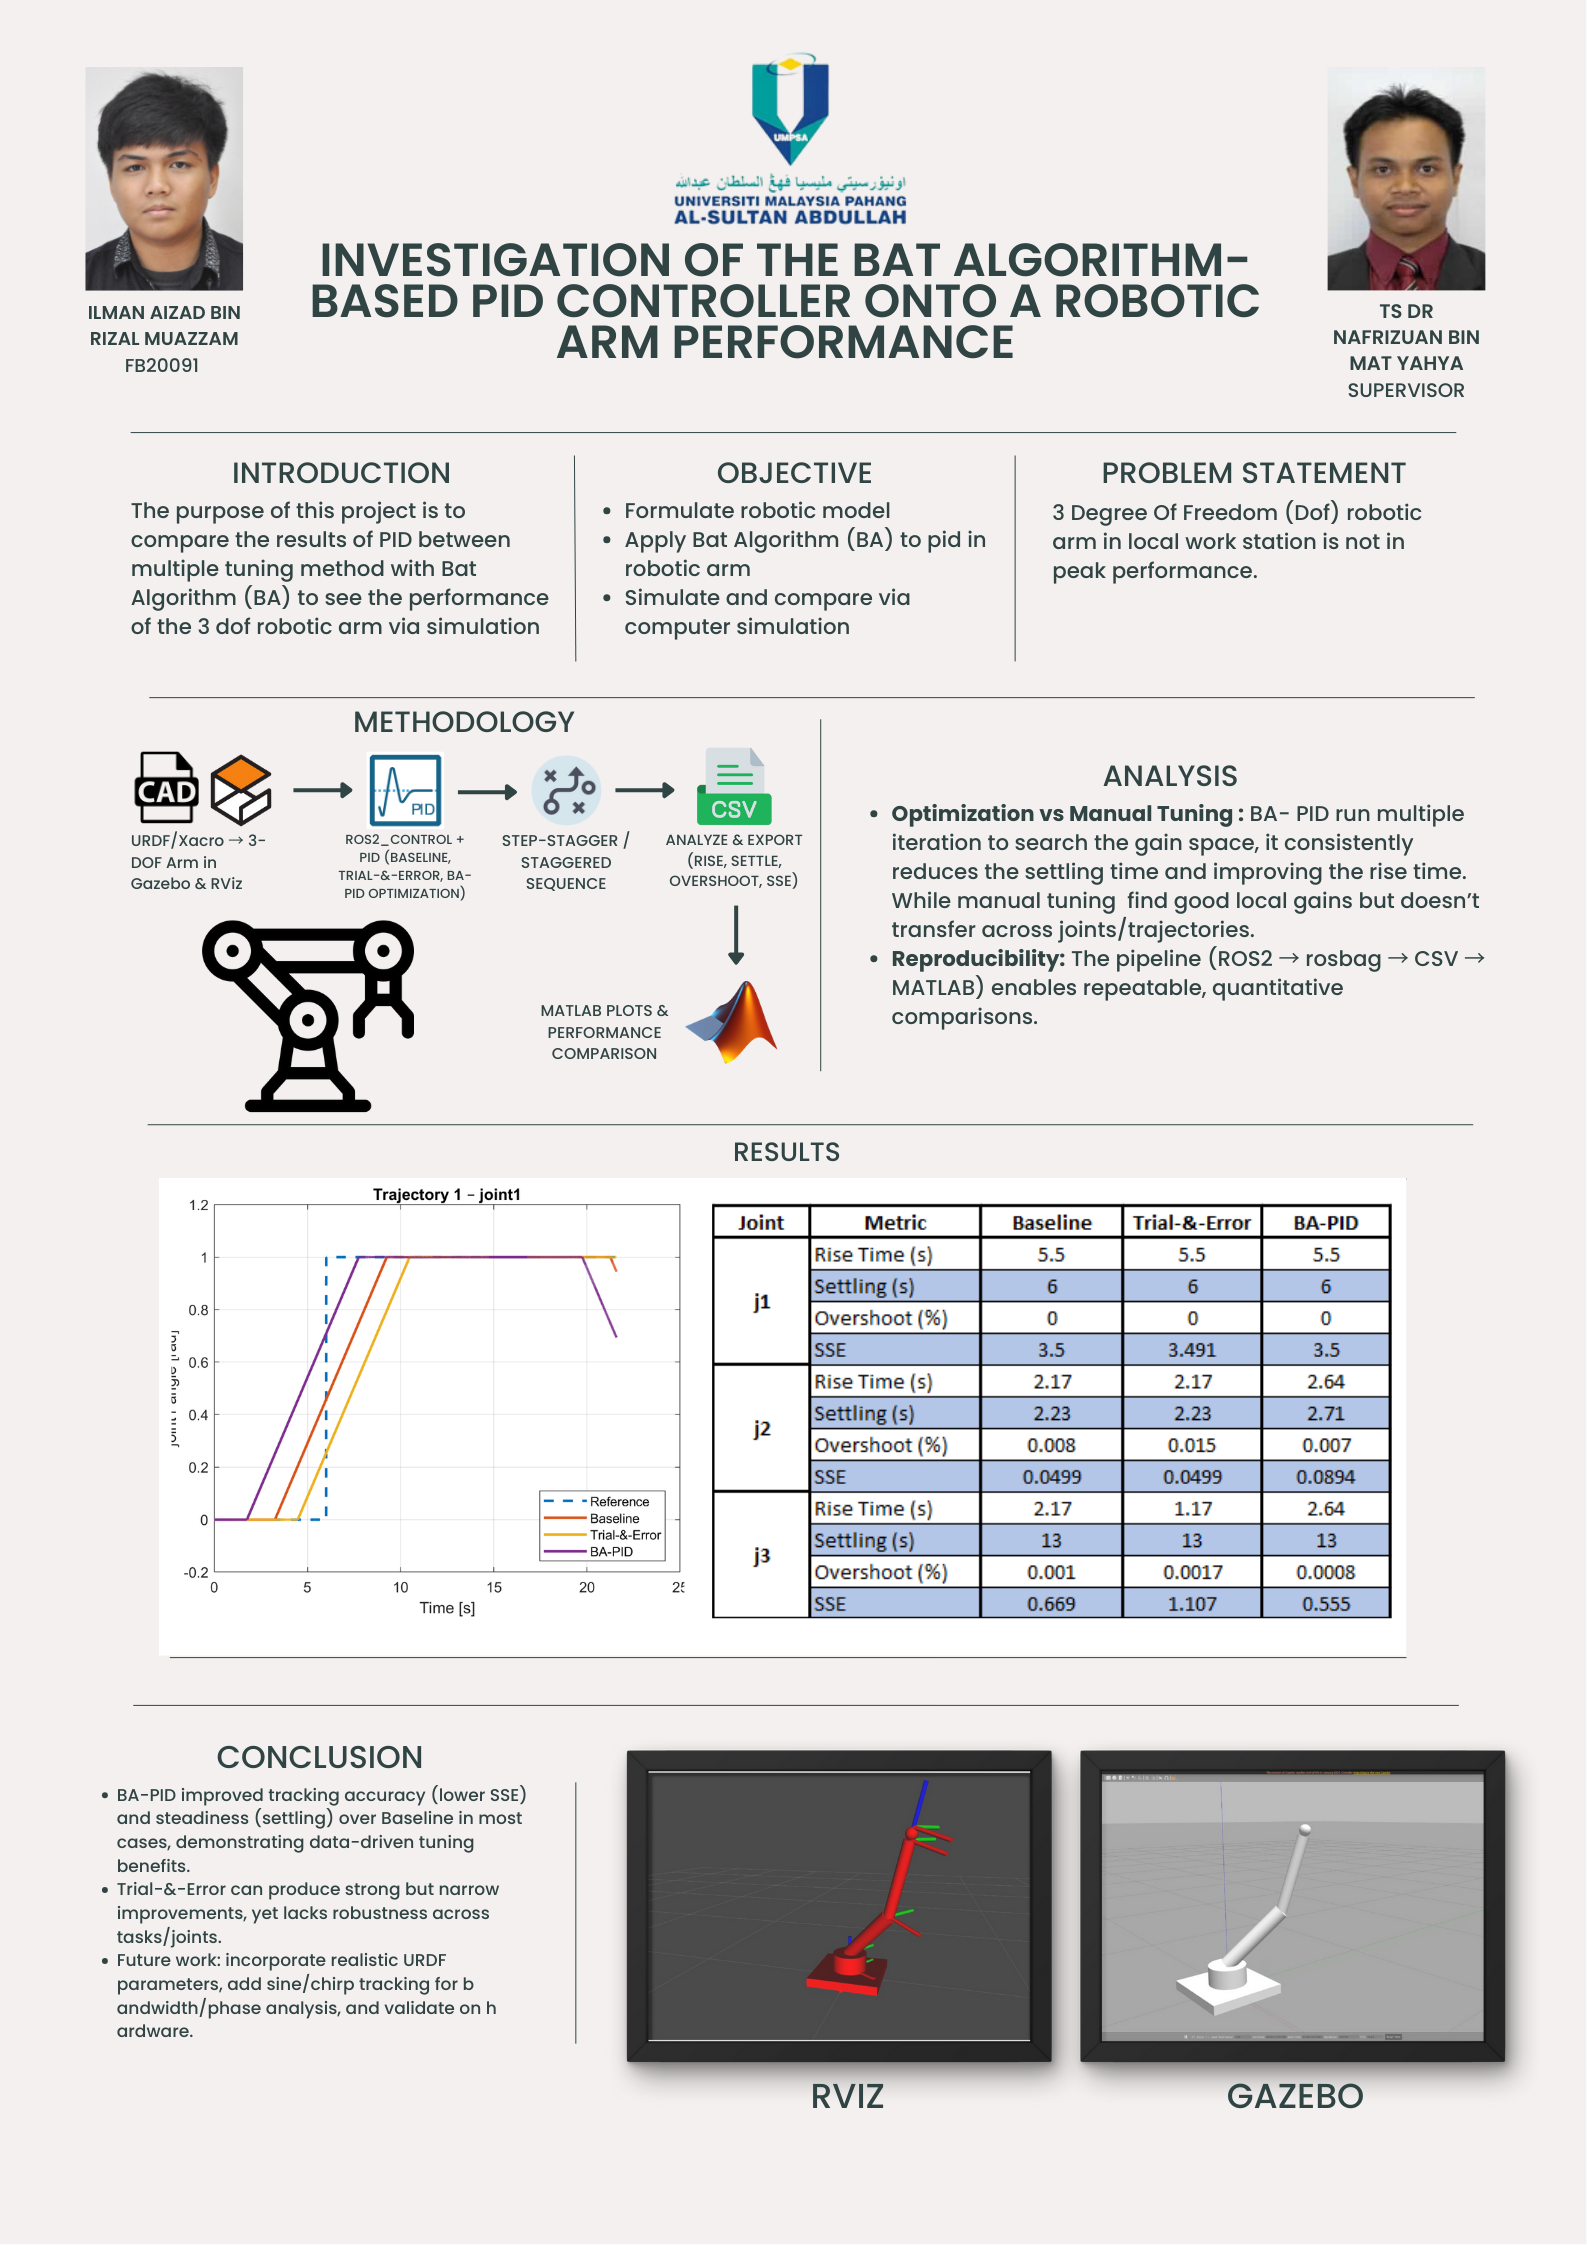 UMPSA
اونيۏرسيتي مليسيا ڤهڠ السلطان عبدالله
UNIVERSITI MALAYSIA PAHANG
AL-SULTAN ABDULLAH
INVESTIGATION OF THE BAT ALGORITHM-
BASED PID CONTROLLER ONTO A ROBOTIC
ARM PERFORMANCE
ILMAN AIZAD BIN
RIZAL MUAZZAM
FB20091
TS DR
NAFRIZUAN BIN
MAT YAHYA
SUPERVISOR
INTRODUCTION
The purpose of this project is to
compare the results of PID between
multiple tuning method with Bat
Algorithm (BA) to see the performance
of the 3 dof robotic arm via simulation
OBJECTIVE
• Formulate robotic model
• Apply Bat Algorithm (BA) to pid in
robotic arm
• Simulate and compare via
computer simulation
PROBLEM STATEMENT
3 Degree Of Freedom (Dof) robotic
arm in local work station is not in
peak performance.
METHODOLOGY
CAD
URDF/Xacro → 3-
DOF Arm in
Gazebo & RViz
PID
ROS2_CONTROL +
PID (BASELINE,
TRIAL-&-ERROR, BA-
PID OPTIMIZATION)
STEP-STAGGER /
STAGGERED
SEQUENCE
CSV
ANALYZE & EXPORT
(RISE, SETTLE,
OVERSHOOT, SSE)
MATLAB PLOTS &
PERFORMANCE
COMPARISON
ANALYSIS
• Optimization vs Manual Tuning : BA- PID run multiple
iteration to search the gain space, it consistently
reduces the settling time and improving the rise time.
While manual tuning find good local gains but doesn't
transfer across joints/trajectories.
• Reproducibility: The pipeline (ROS2 → rosbag → CSV →
MATLAB) enables repeatable, quantitative
comparisons.
RESULTS
Trajectory 1 – joint1
1.2
1
0.8
0.6
0.4
0.2
0
-0.2
0 5 10 15 20 25
Time [s]
Reference
Baseline
Trial-&-Error
BA-PID
Joint Metric Baseline Trial-&-Error BA-PID
j1
Rise Time (s) 5.5 5.5 5.5
Settling (s) 6 6 6
Overshoot (%) 0 0 0
SSE 3.5 3.491 3.5
j2
Rise Time (s) 2.17 2.17 2.64
Settling (s) 2.23 2.23 2.71
Overshoot (%) 0.008 0.015 0.007
SSE 0.0499 0.0499 0.0894
j3
Rise Time (s) 2.17 1.17 2.64
Settling (s) 13 13 13
Overshoot (%) 0.001 0.0017 0.0008
SSE 0.669 1.107 0.555
CONCLUSION
• BA-PID improved tracking accuracy (lower SSE)
and steadiness (settling) over Baseline in most
cases, demonstrating data-driven tuning
benefits.
• Trial-&-Error can produce strong but narrow
improvements, yet lacks robustness across
tasks/joints.
• Future work: incorporate realistic URDF
parameters, add sine/chirp tracking for b
andwidth/phase analysis, and validate on h
ardware.
RVIZ
GAZEBO